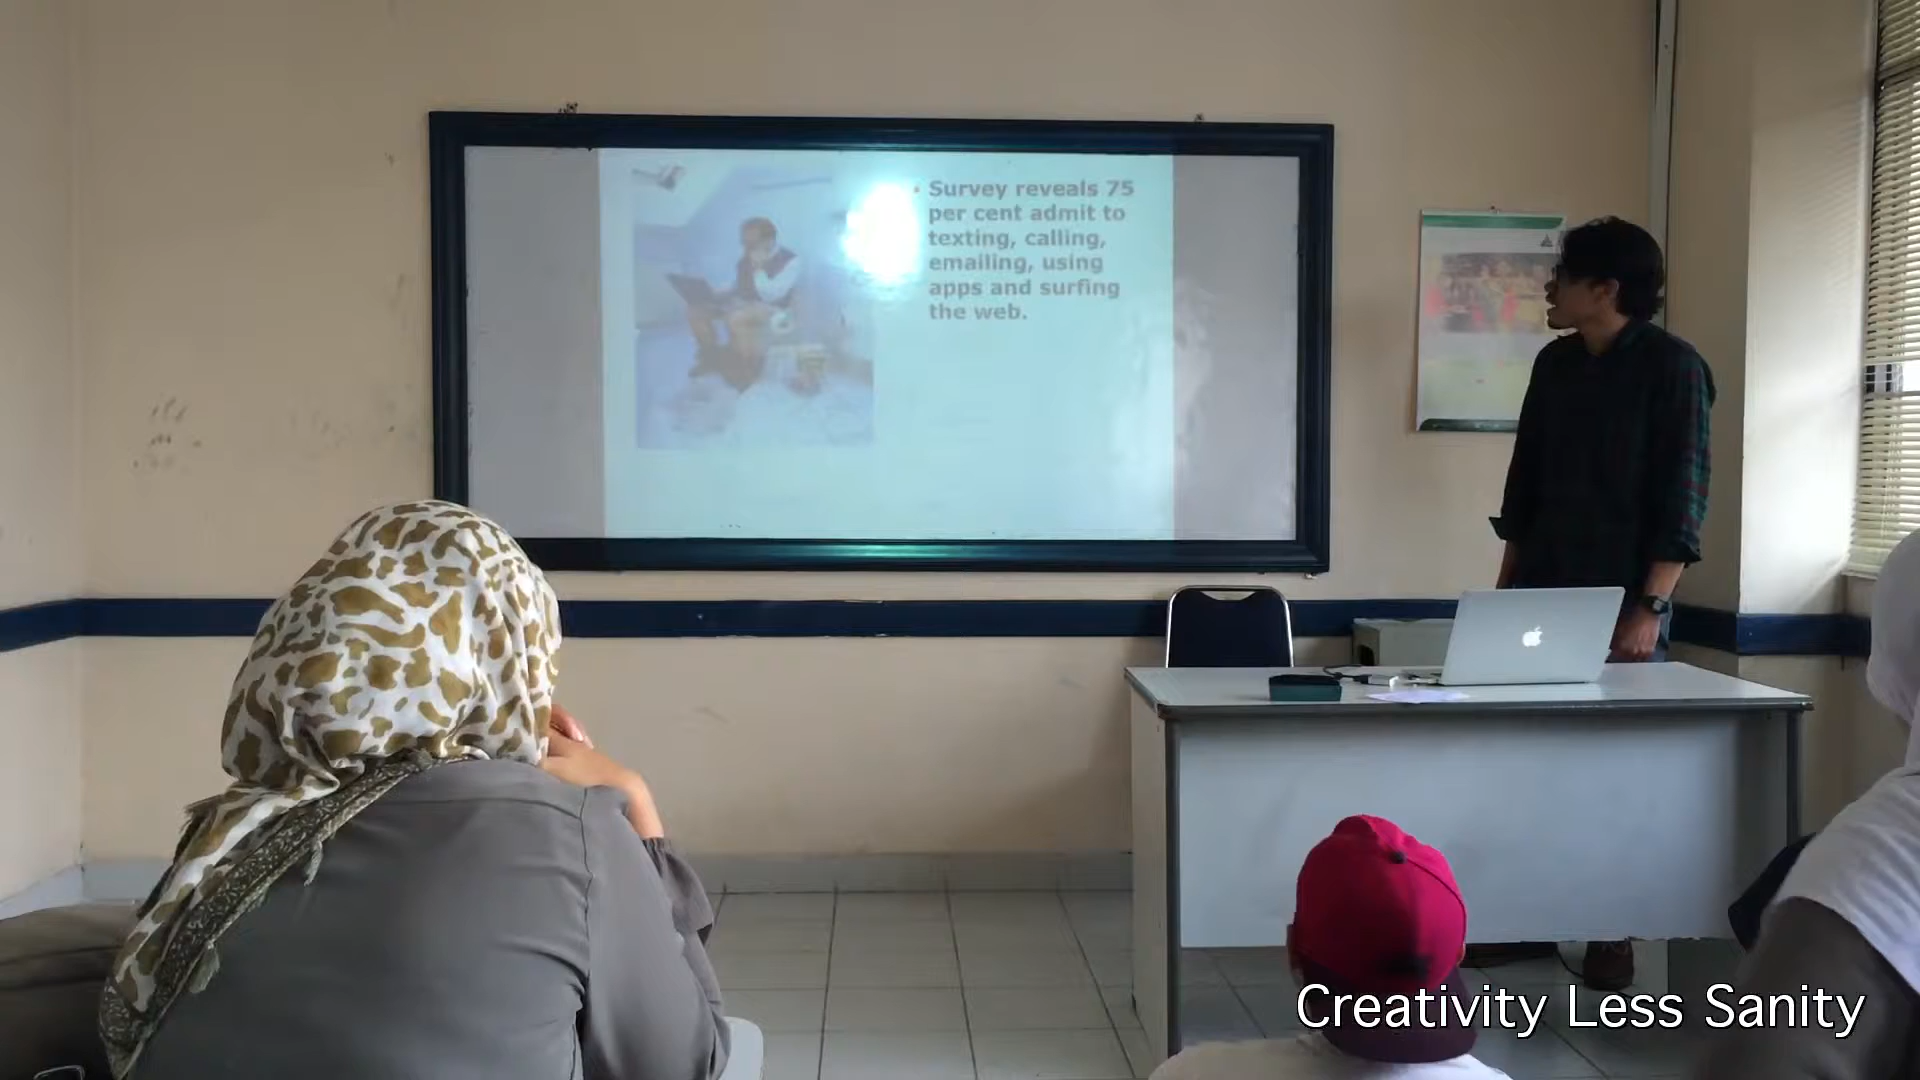 • Survey reveals 75
per cent admit to
texting, calling,
emailing, using
apps and surfing
the web.
Creativity Less Sanity